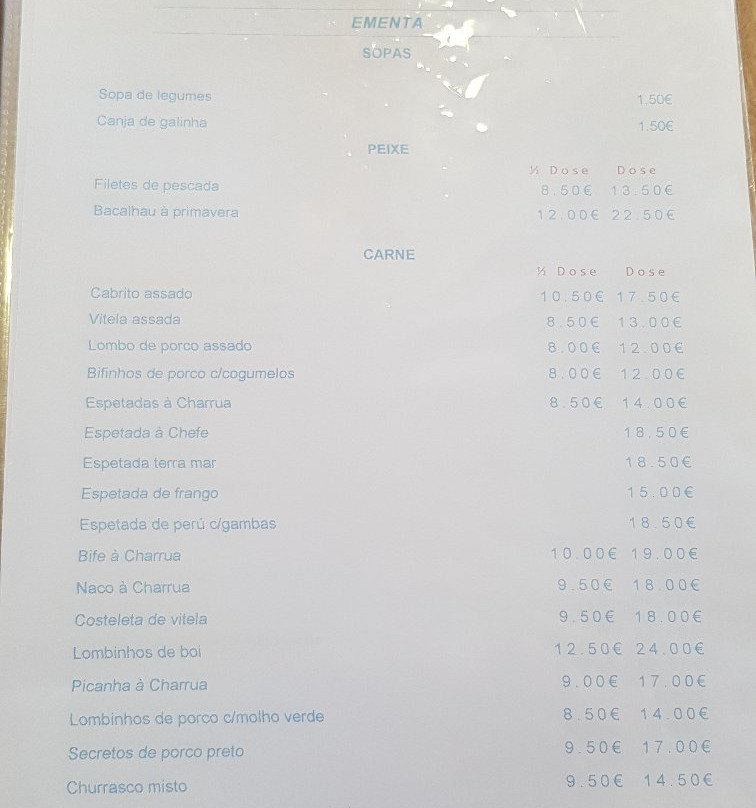 EMENTA
SOPAS
Sopa de legumes 1.50€
Canja de galinha 1.50€
PEIXE
½ Dose Dose
Filetes de pescada 8.50€ 13.50€
Bacalhau à primavera 12.00€ 22.50€
CARNE
½ Dose Dose
Cabrito assado 10.50€ 17.50€
Vitela assada 8.50€ 13.00€
Lombo de porco assado 8.00€ 12.00€
Bifinhos de porco c/cogumelos 8.00€ 12.00€
Espetadas à Charrua 8.50€ 14.00€
Espetada à Chefe 18.50€
Espetada terra mar 18.50€
Espetada de frango 15.00€
Espetada de perú c/gambas 18.50€
Bife à Charrua 10.00€ 19.00€
Naco à Charrua 9.50€ 18.00€
Costeleta de vitela 9.50€ 18.00€
Lombinhos de boi 12.50€ 24.00€
Picanha à Charrua 9.00€ 17.00€
Lombinhos de porco c/molho verde 8.50€ 14.00€
Secretos de porco preto 9.50€ 17.00€
Churrasco misto 9.50€ 14.50€